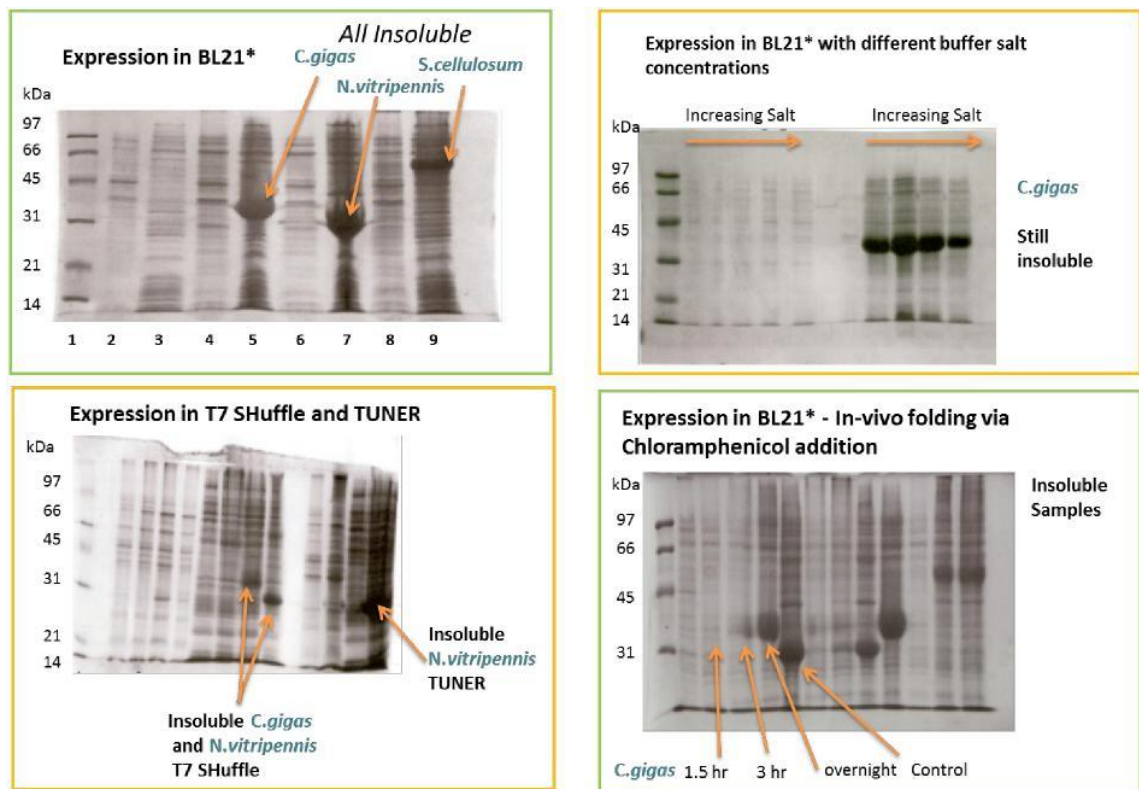 All Insoluble
Expression in BL21*
C.gigas
S.cellulosum
N.vitripennis
kDa
97
66
45
31
21
14
1 2 3 4 5 6 7 8 9
Expression in BL21* with different buffer salt
concentrations
Increasing Salt Increasing Salt
kDa
97
66
45
31
21
14
C.gigas
Still
insoluble
Expression in T7 SHuffle and TUNER
kDa
97
66
45
31
21
14
Insoluble
N.vitripennis
TUNER
Insoluble C.gigas
and N.vitripennis
T7 SHuffle
Expression in BL21* - In-vivo folding via
Chloramphenicol addition
kDa
97
66
45
31
Insoluble
Samples
C.gigas 1.5 hr 3 hr overnight Control